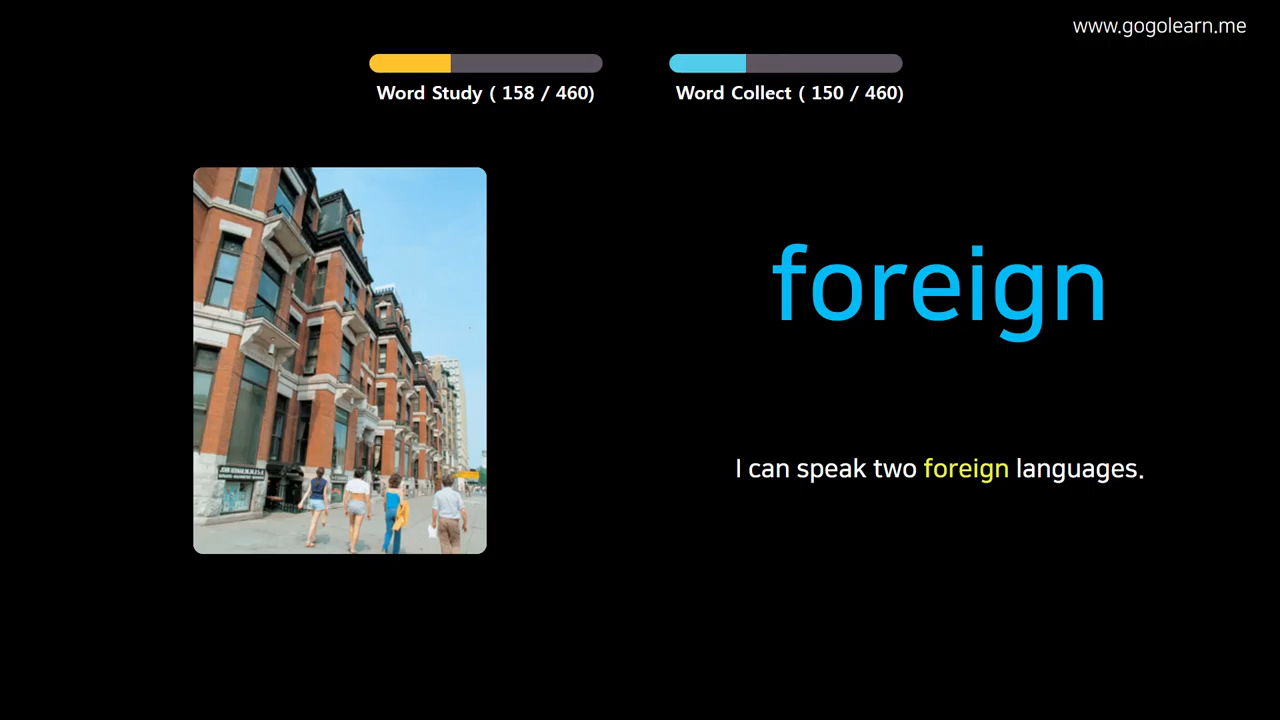 www.gogolearn.me
Word Study ( 158 / 460)
Word Collect ( 150 / 460)
foreign
I can speak two foreign languages.